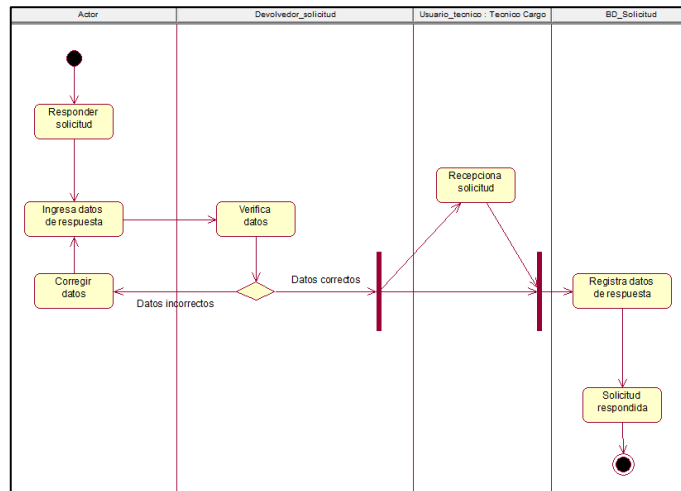 Actor
Devolvedor_solicitud
Usuario_tecnico : Tecnico Cargo
BD_Solicitud
Responder
solicitud
Ingresa datos
de respuesta
Verifica
datos
Recepciona
solicitud
Corregir
datos
Datos incorrectos
Datos correctos
Registra datos
de respuesta
Solicitud
respondida